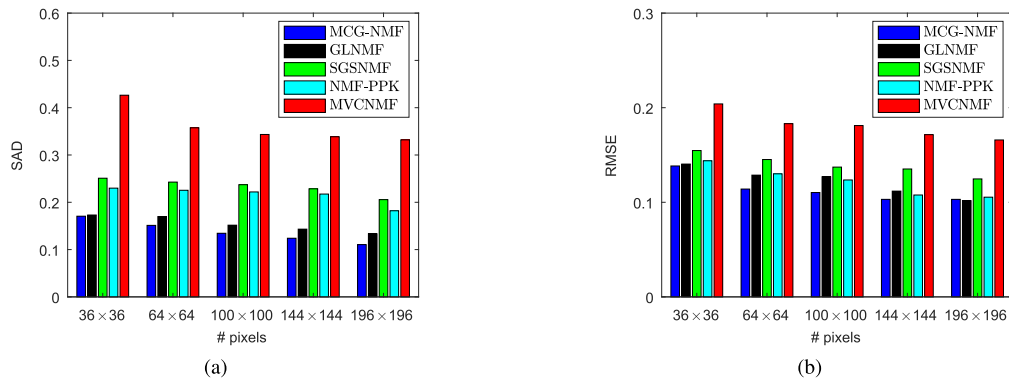 0.6
0.5
0.4
0.3
0.2
0.1
0
SAD
MCG-NMF
GLNMF
SGSNMF
NMF-PPK
MVCNMF
36 × 36
64 × 64
100 × 100
144 × 144
196 × 196
# pixels
(a)
0.3
0.2
0.1
0
RMSE
MCG-NMF
GLNMF
SGSNMF
NMF-PPK
MVCNMF
36 × 36
64 × 64
100 × 100
144 × 144
196 × 196
# pixels
(b)